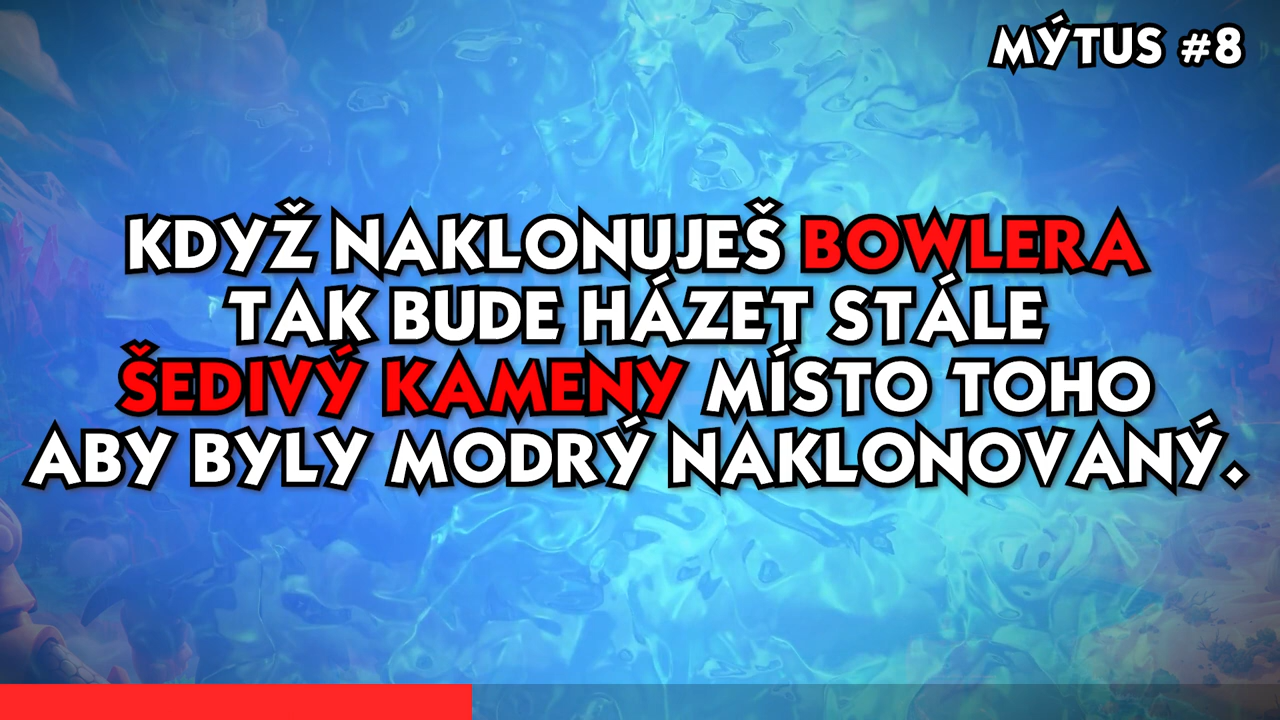 MÝTUS #8
KDYŽ NAKLONUJEŠ BOWLERA
TAK BUDE HÁZET STÁLE
ŠEDIVÝ KAMENY MÍSTO TOHO
ABY BYLY MODRÝ NAKLONOVANÝ.